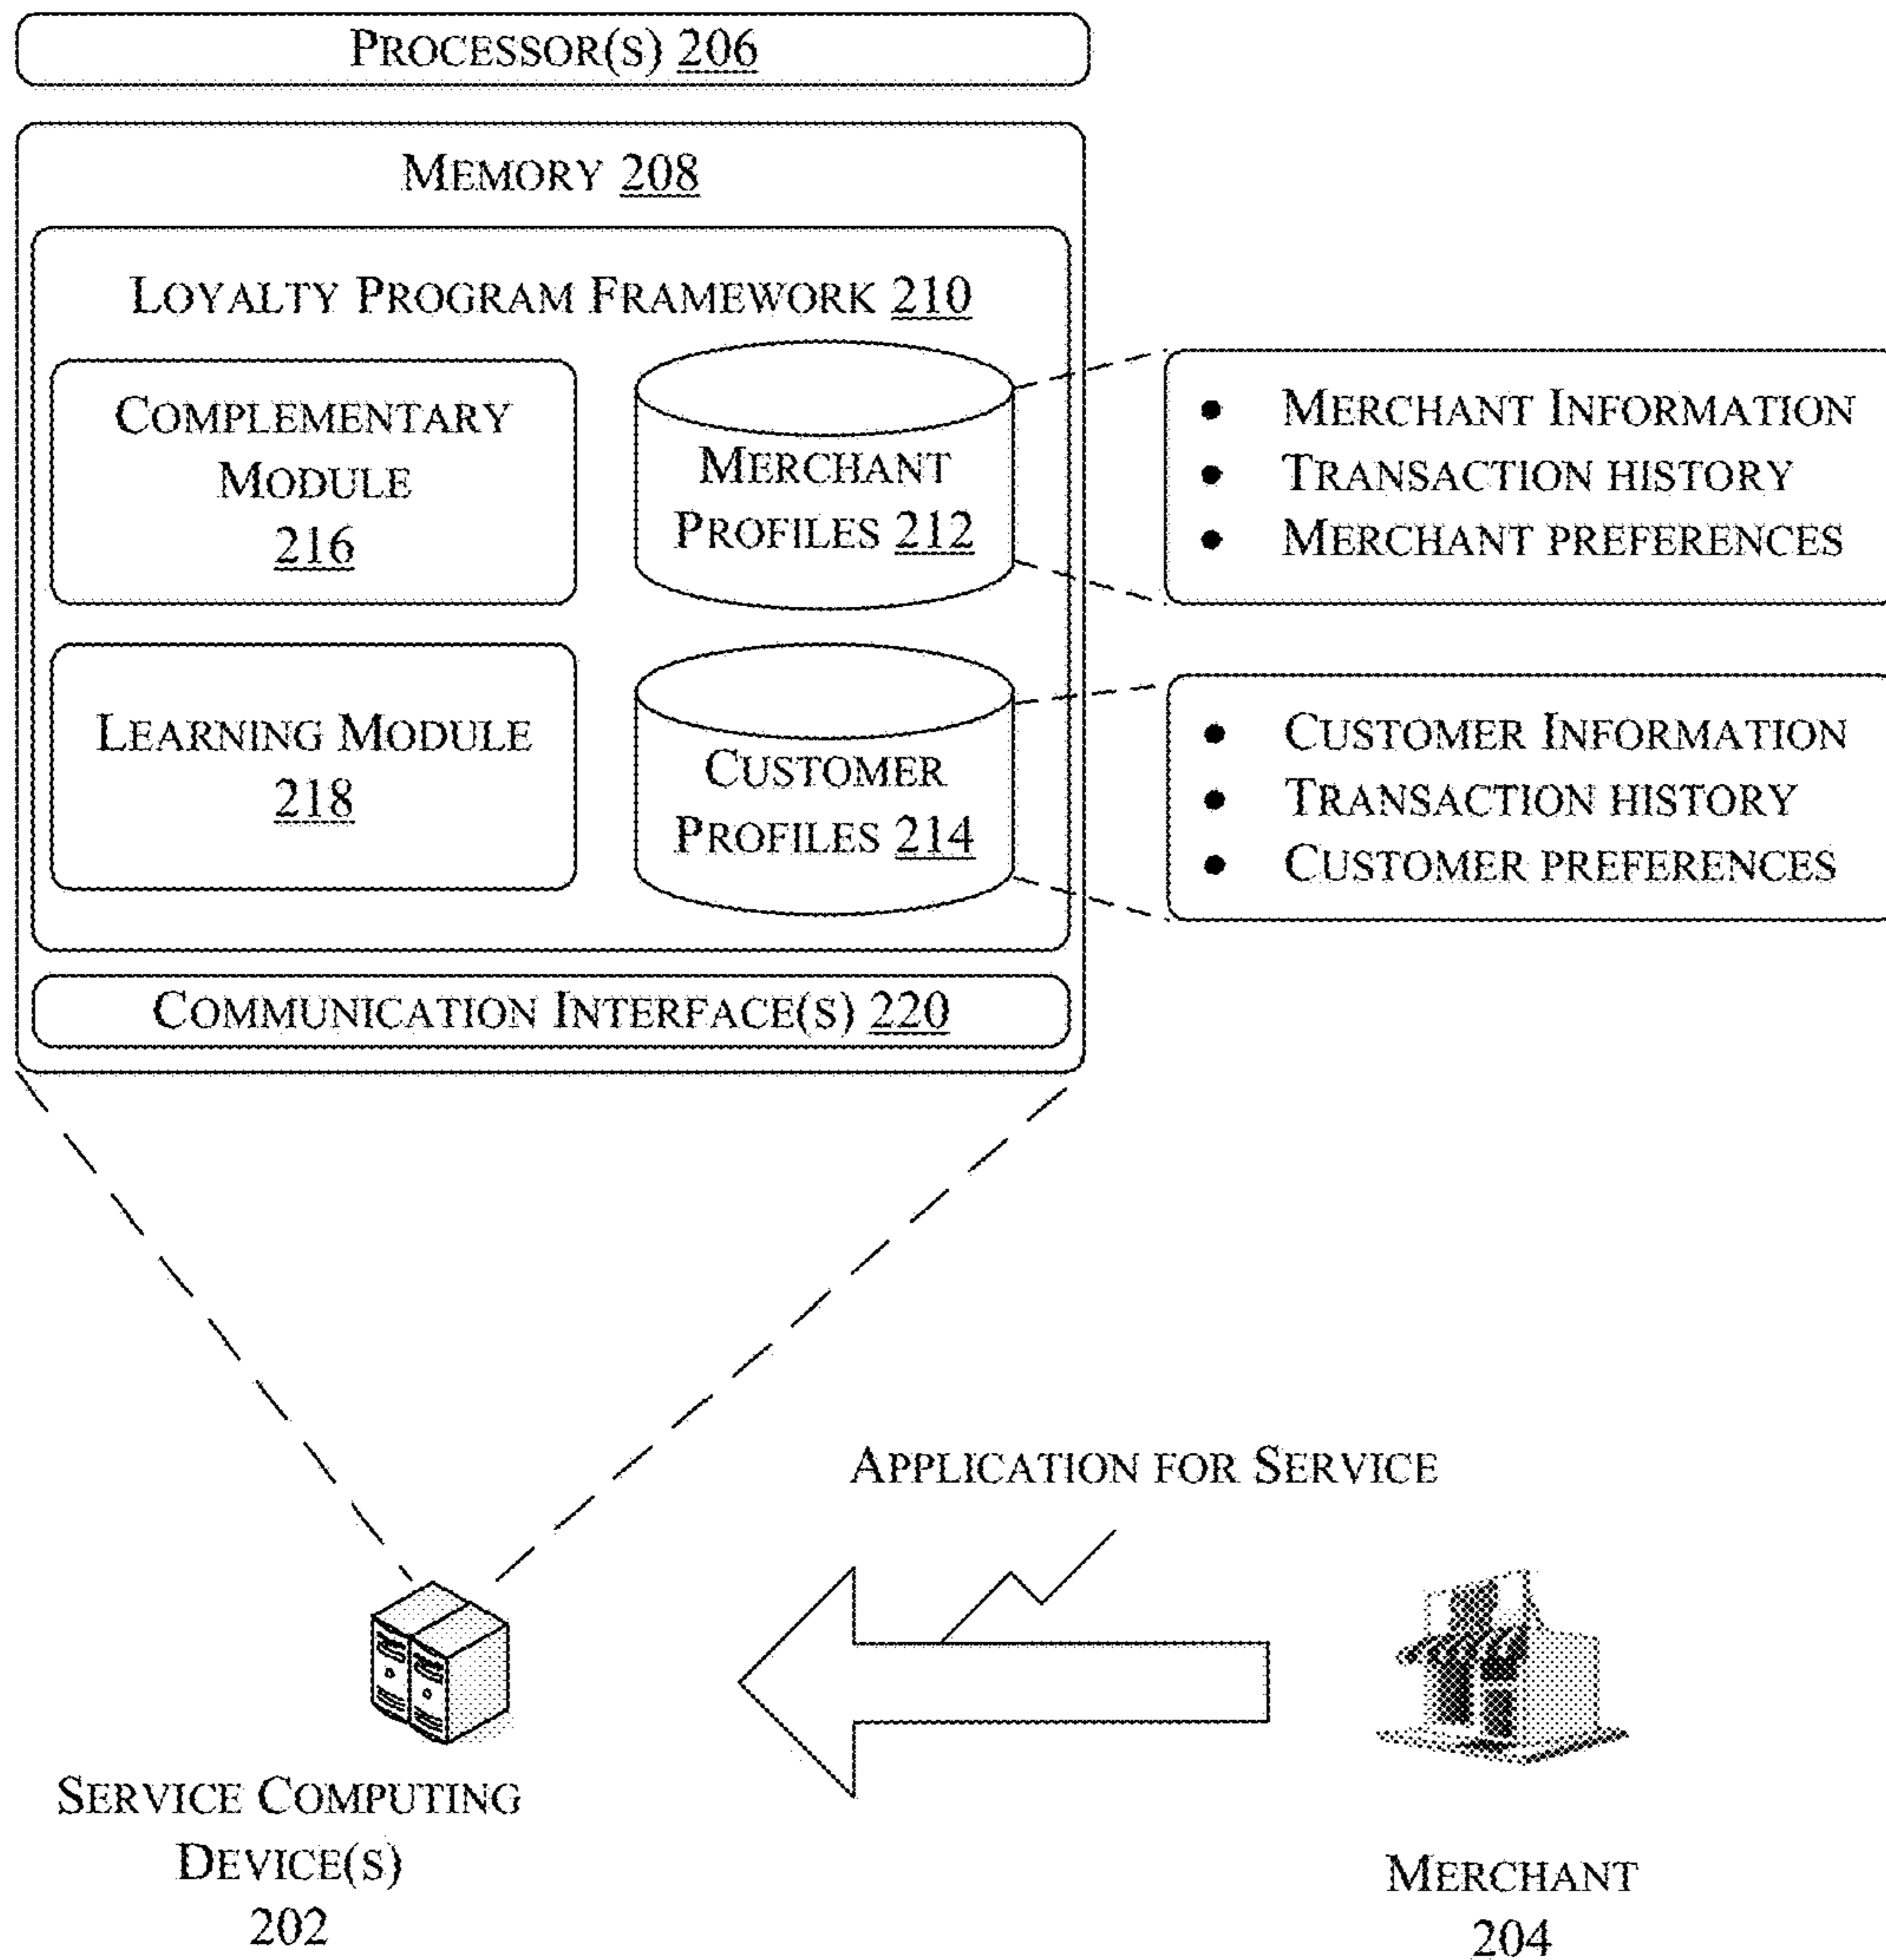 PROCESSOR(S) 206
MEMORY 208
LOYALTY PROGRAM FRAMEWORK 210
COMPLEMENTARY
MODULE
216
MERCHANT
PROFILES 212
• MERCHANT INFORMATION
• TRANSACTION HISTORY
• MERCHANT PREFERENCES
LEARNING MODULE
218
CUSTOMER
PROFILES 214
• CUSTOMER INFORMATION
• TRANSACTION HISTORY
• CUSTOMER PREFERENCES
COMMUNICATION INTERFACE(S) 220
APPLICATION FOR SERVICE
SERVICE COMPUTING
DEVICE(S)
202
MERCHANT
204